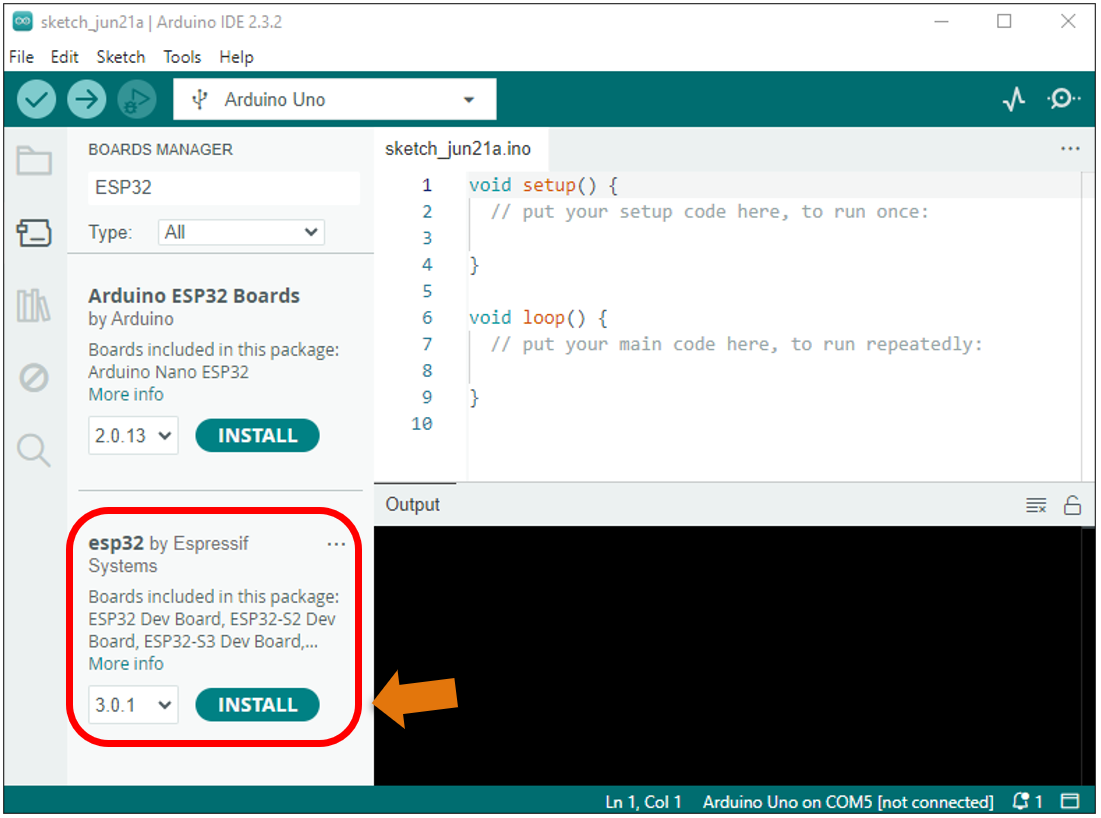 sketch_jun21a | Arduino IDE 2.3.2
File Edit Sketch Tools Help
Arduino Uno
BOARDS MANAGER
ESP32
Type: All
Arduino ESP32 Boards
by Arduino
Boards included in this package:
Arduino Nano ESP32
More info
2.0.13 INSTALL
esp32 by Espressif
Systems
Boards included in this package:
ESP32 Dev Board, ESP32-S2 Dev
Board, ESP32-S3 Dev Board,...
More info
3.0.1 INSTALL
sketch_jun21a.ino
1 void setup() {
2 // put your setup code here, to run once:
3
4 }
5
6 void loop() {
7 // put your main code here, to run repeatedly:
8
9 }
10
Output
Ln 1, Col 1 Arduino Uno on COM5 [not connected] 1